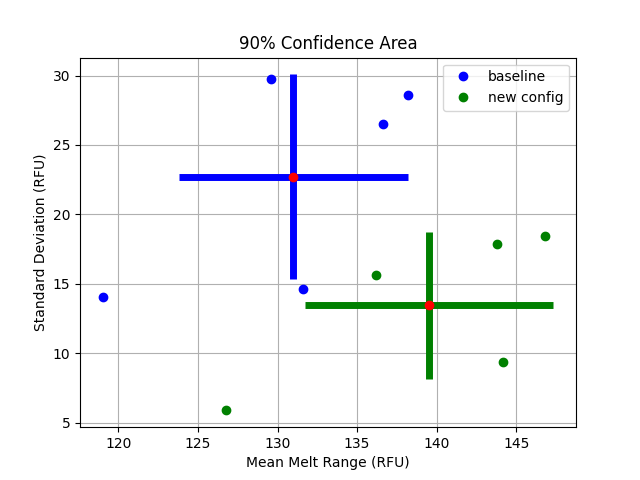 90% Confidence Area
baseline
new config
Standard Deviation (RFU)
30
25
20
15
10
5
120 125 130 135 140 145
Mean Melt Range (RFU)